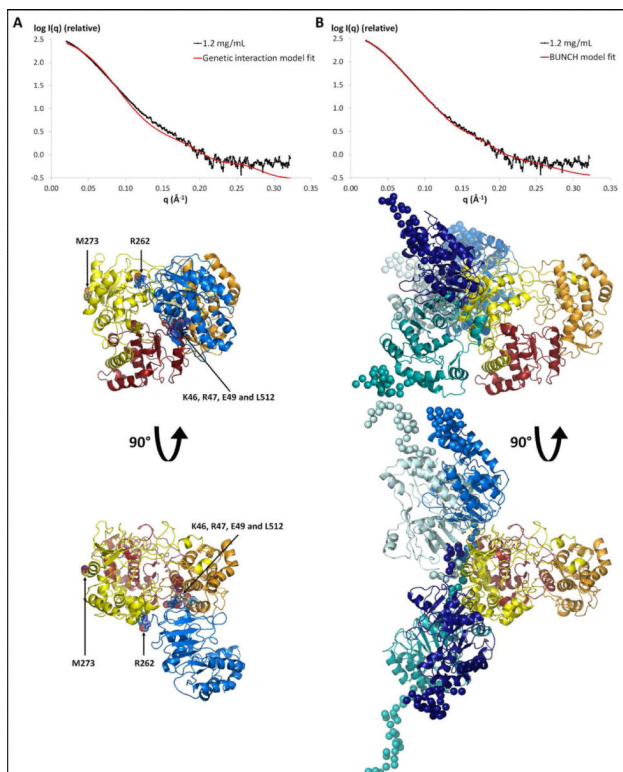 A
log I(q) (relative)
2.5
2.0
1.5
1.0
0.5
0.0
-0.5
0.00
0.05
0.10
0.15
0.20
0.25
0.30
0.35
q (Å⁻¹)
1.2 mg/mL
Genetic interaction model fit
M273
R262
K46, R47, E49 and L512
90°
K46, R47, E49 and L512
M273
R262
B
log I(q) (relative)
2.5
2.0
1.5
1.0
0.5
0.0
-0.5
0.00
0.05
0.10
0.15
0.20
0.25
0.30
0.35
q (Å⁻¹)
1.2 mg/mL
BUNCH model fit
90°